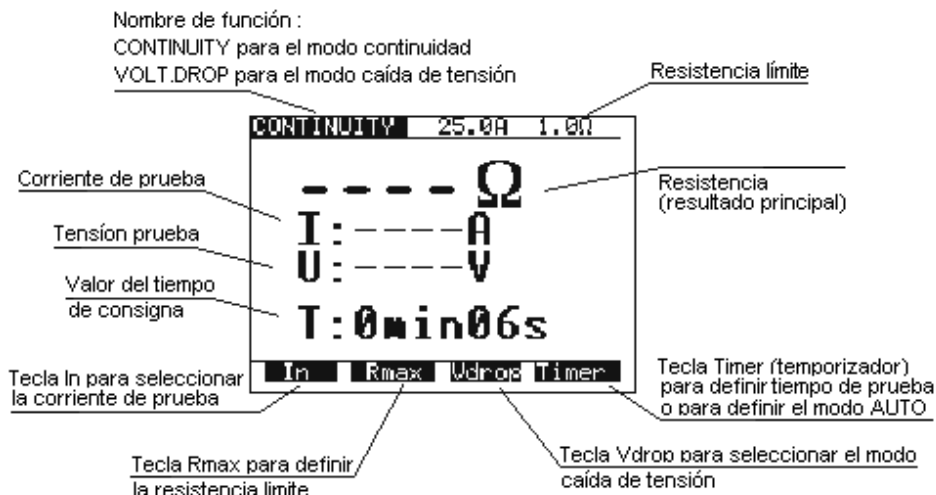 Nombre de función :
CONTINUITY para el modo continuidad
VOLT.DROP para el modo caída de tensión
Resistencia límite
CONTINUITY 25.0A 1.0Ω
- - - - Ω
Corriente de prueba
Resistencia
(resultado principal)
I:----A
Tensíon prueba
U:----V
Valor del tiempo
de consigna
T:0min06s
In Rmax Vdrop Timer
Tecla In para seleccionar
la corriente de prueba
Tecla Timer (temporizador)
para definir tiempo de prueba
o para definir el modo AUTO
Tecla Rmax para definir
la resistencia limite
Tecla Vdrop para seleccionar el modo
caída de tensión